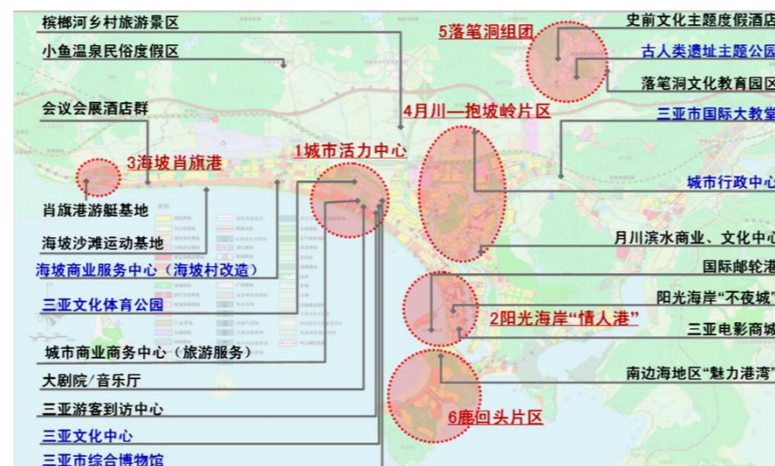 槟榔河乡村旅游景区
小鱼温泉民俗度假区
会议会展酒店群
3海坡肖旗港
肖旗港游艇基地
海坡沙滩运动基地
海坡商业服务中心（海坡村改造）
三亚文化体育公园
城市商业商务中心（旅游服务）
大剧院/音乐厅
三亚游客到访中心
三亚文化中心
三亚市综合博物馆
1城市活力中心
5落笔洞组团
4月川—抱坡岭片区
2阳光海岸“情人港”
6鹿回头片区
史前文化主题度假酒店
古人类遗址主题公园
落笔洞文化教育园区
三亚市国际大教堂
城市行政中心
月川滨水商业、文化中心
国际邮轮港
阳光海岸“不夜城”
三亚电影商城
南边海地区“魅力港湾”